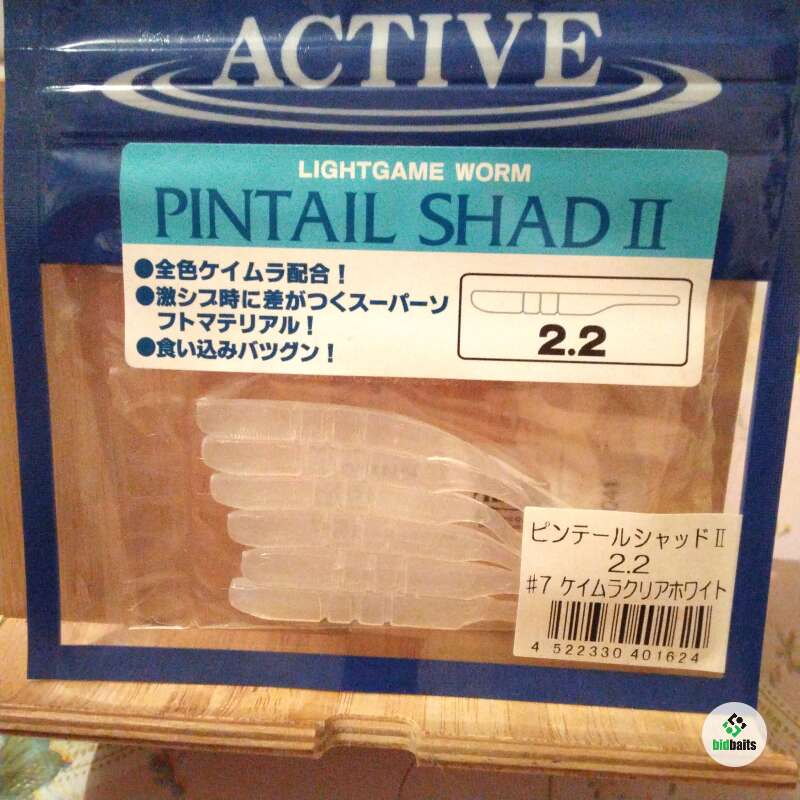 ACTIVE
LIGHTGAME WORM
PINTAIL SHAD II
●全色ケイムラ配合!
●激シブ時に差がつくスーパーソ
フトマテリアル!
●食い込みバツグン!
2.2
ピンテールシャッドⅡ
2.2
#7 ケイムラクリアホワイト
4 522330 401624
bidbaits